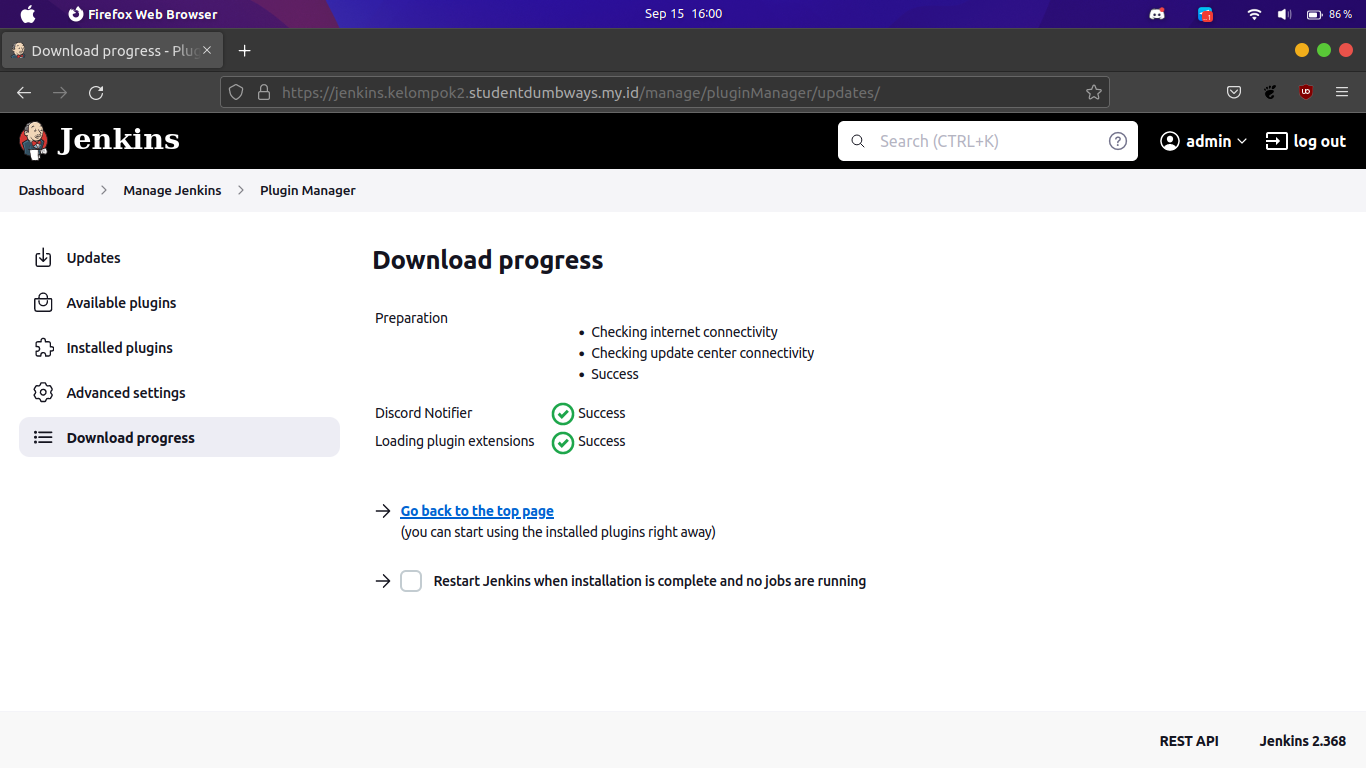 Firefox Web Browser
Sep 15 16:00
86 %
Download progress - Plug
https://jenkins.kelompok2.studentdumbways.my.id/manage/pluginManager/updates/
Jenkins
Search (CTRL+K)
admin
log out
Dashboard
Manage Jenkins
Plugin Manager
Updates
Available plugins
Installed plugins
Advanced settings
Download progress
Download progress
Preparation
Checking internet connectivity
Checking update center connectivity
Success
Discord Notifier
Success
Loading plugin extensions
Success
Go back to the top page
(you can start using the installed plugins right away)
Restart Jenkins when installation is complete and no jobs are running
REST API
Jenkins 2.368